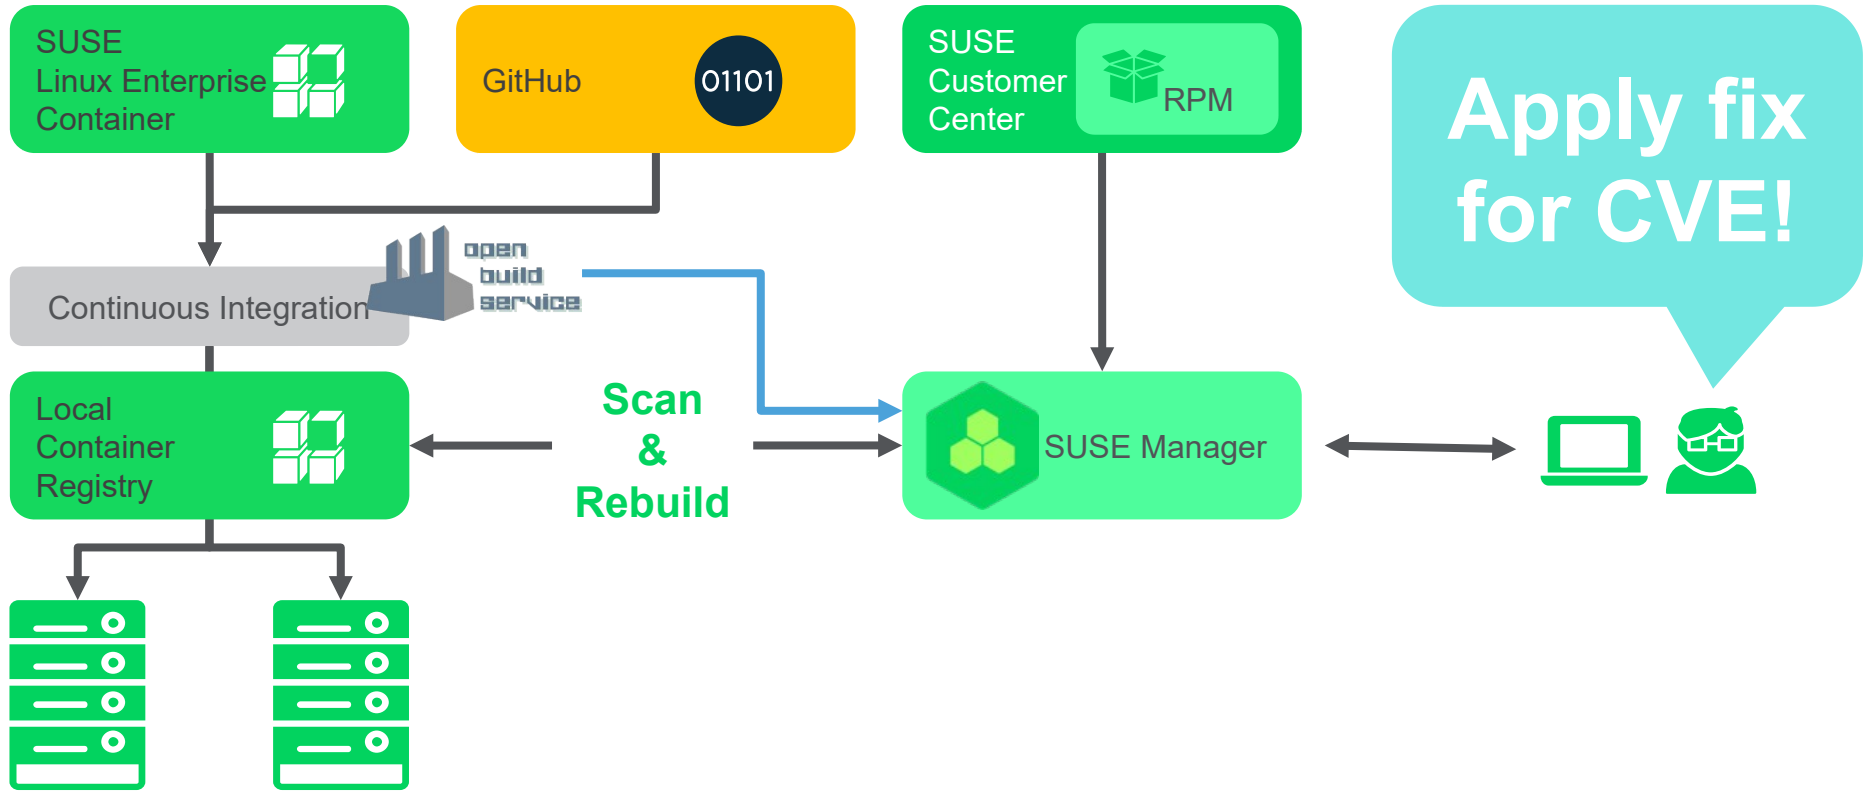 SUSE
Linux Enterprise
Container
GitHub
01101
SUSE
Customer
Center
RPM
Apply fix
for CVE!
open
build
service
Continuous Integration
Local
Container
Registry
Scan
&
Rebuild
SUSE Manager